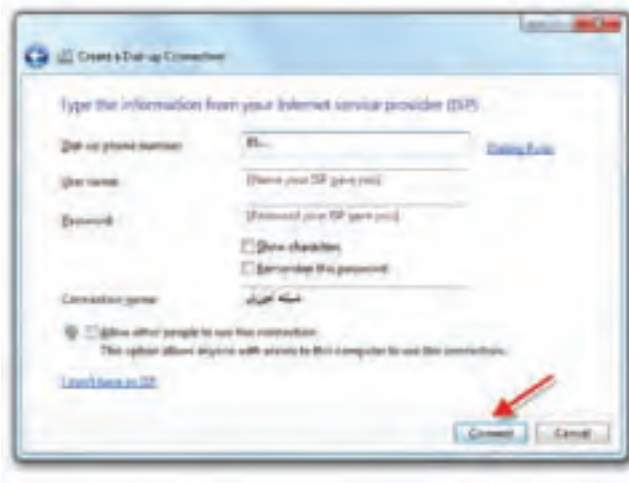 Create a Dial-up Connection
Type the information from your Internet service provider (ISP)
Dial-up phone number:
Dialing Rules
User name:
[Name your ISP gave you]
Password:
[Password your ISP gave you]
Show characters
Remember this password
Connection name:
Allow other people to use this connection
This option allows anyone with access to this computer to use this connection.
I don't have an ISP
Connect
Cancel